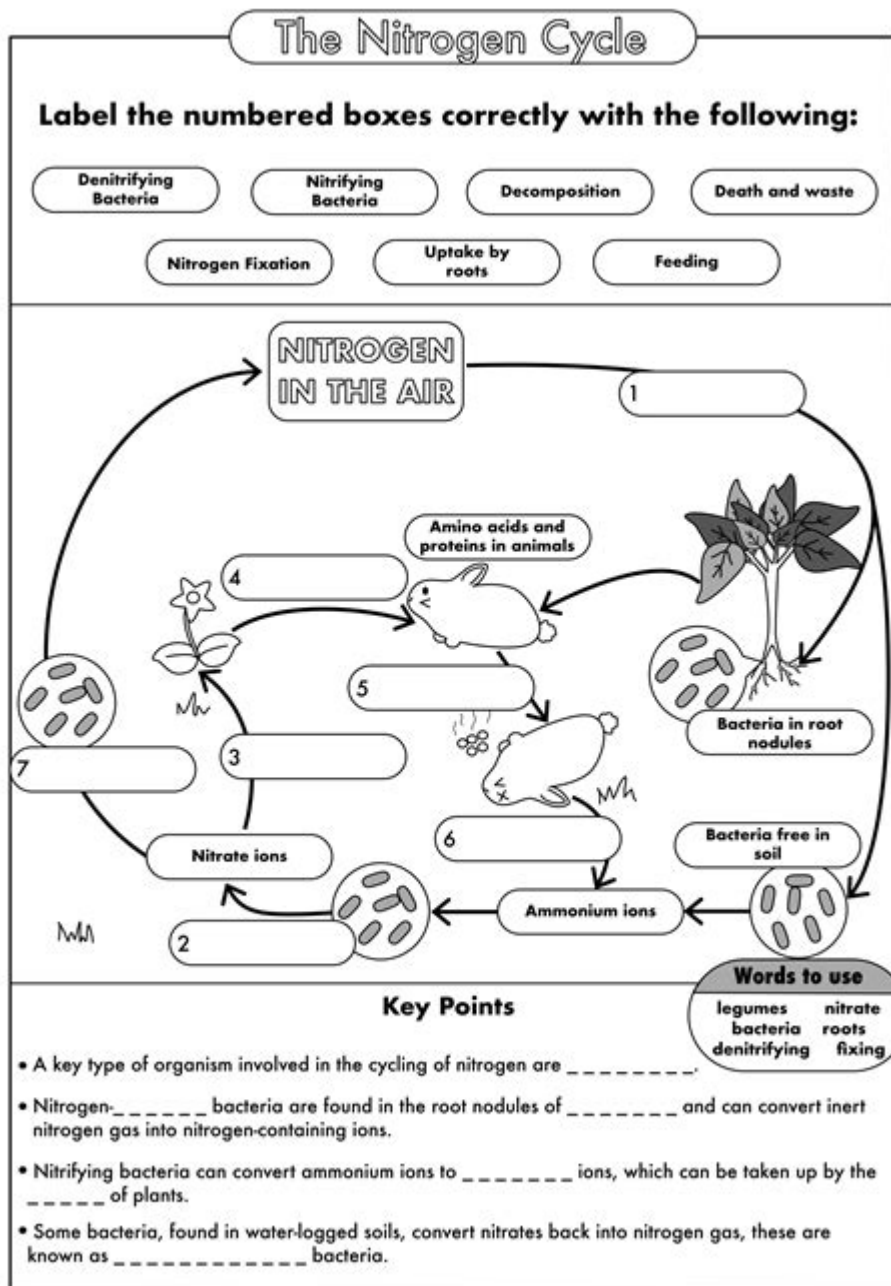 The Nitrogen Cycle
Label the numbered boxes correctly with the following:
Denitrifying
Bacteria
Nitrifying
Bacteria
Decomposition
Death and waste
Nitrogen Fixation
Uptake by
roots
Feeding
NITROGEN
IN THE AIR
1
Amino acids and
proteins in animals
4
5
Bacteria in root
nodules
7
3
6
Bacteria free in
soil
Nitrate ions
Ammonium ions
2
Words to use
legumes nitrate
bacteria roots
denitrifying fixing
Key Points
• A key type of organism involved in the cycling of nitrogen are _ _ _ _ _ _ _ _.
• Nitrogen-_ _ _ _ _ _ bacteria are found in the root nodules of _ _ _ _ _ _ _ and can convert inert
nitrogen gas into nitrogen-containing ions.
• Nitrifying bacteria can convert ammonium ions to _ _ _ _ _ _ _ ions, which can be taken up by the
_ _ _ _ _ of plants.
• Some bacteria, found in water-logged soils, convert nitrates back into nitrogen gas, these are
known as _ _ _ _ _ _ _ _ _ _ _ _ bacteria.